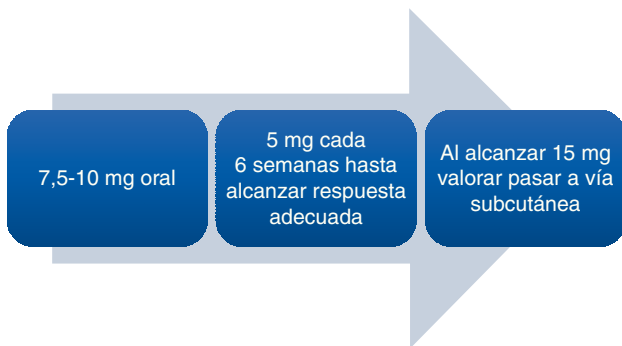 7,5-10 mg oral
5 mg cada
6 semanas hasta
alcanzar respuesta
adecuada
Al alcanzar 15 mg
valorar pasar a vía
subcutánea